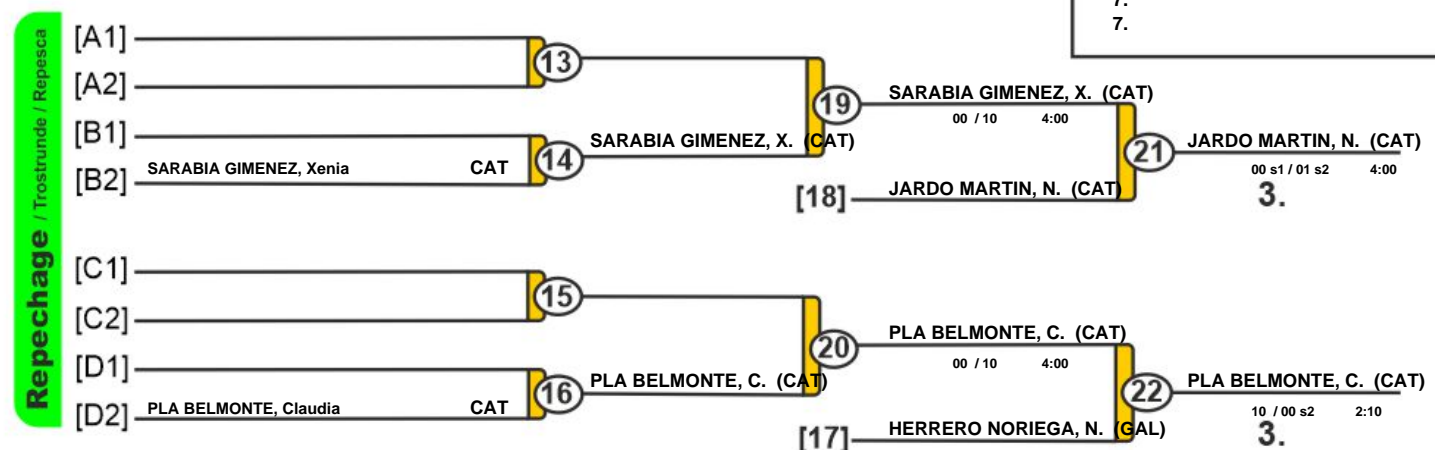 7.
7.
Repechage / Trostrunde / Repesca
[A1]
13
[A2]
19
SARABIA GIMENEZ, X. (CAT)
00 / 10 4:00
[B1]
SARABIA GIMENEZ, X. (CAT)
14
21
JARDO MARTIN, N. (CAT)
[B2]
SARABIA GIMENEZ, Xenia CAT
00 s1 / 01 s2 4:00
[18]
JARDO MARTIN, N. (CAT)
3.
[C1]
15
[C2]
20
PLA BELMONTE, C. (CAT)
00 / 10 4:00
[D1]
PLA BELMONTE, C. (CAT)
16
22
PLA BELMONTE, C. (CAT)
[D2]
PLA BELMONTE, Claudia CAT
10 / 00 s2 2:10
[17]
HERRERO NORIEGA, N. (GAL)
3.